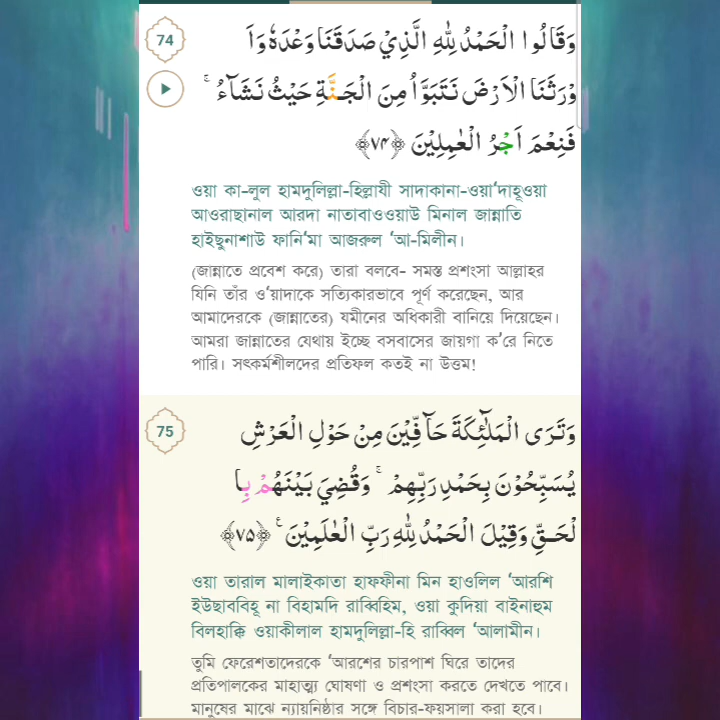 74
وَقَالُوا الْحَمْدُ لِلّٰهِ الَّذِيْ صَدَقَنَا وَعْدَهٗ وَاَ
وْرَثَنَا الْاَرْضَ نَتَبَوَّاُ مِنَ الْجَـنَّةِ حَيْثُ نَشَآءُ ۚ
فَنِعْمَ اَجْرُ الْعٰمِلِيْنَ ﴿۷۴﴾
ওয়া কা-লুল হামদুলিল্লা-হিল্লাযী সাদাকানা-ওয়া‘দাহূওয়া
আওরাছানাল আরদা নাতাবাওওয়াউ মিনাল জান্নাতি
হাইছুনাশাউ ফানি‘মা আজরুল ‘আ-মিলীন।
(জান্নাতে প্রবেশ করে) তারা বলবে- সমস্ত প্রশংসা আল্লাহর
যিনি তাঁর ও‘য়াদাকে সত্যিকারভাবে পূর্ণ করেছেন, আর
আমাদেরকে (জান্নাতের) যমীনের অধিকারী বানিয়ে দিয়েছেন।
আমরা জান্নাতের যেথায় ইচ্ছে বসবাসের জায়গা ক‘রে নিতে
পারি। সৎকর্মশীলদের প্রতিফল কতই না উত্তম!
75
وَتَرَى الْمَلٰٓئِكَةَ حَآفِّيْنَ مِنْ حَوْلِ الْعَرْشِ
يُسَبِّحُوْنَ بِحَمْدِ رَبِّهِمْ ۚ وَقُضِيَ بَيْنَهُمْ بِا
لْحَـقِّ وَقِيْلَ الْحَمْدُ لِلّٰهِ رَبِّ الْعٰلَمِيْنَ ۚ ﴿۷۵﴾
ওয়া তারাল মালাইকাতা হাফফীনা মিন হাওলিল ‘আরশি
ইউছাববিহূ না বিহামদি রাব্বিহিম, ওয়া কুদিয়া বাইনাহুম
বিলহাক্কি ওয়াকীলাল হামদুলিল্লা-হি রাব্বিল ‘আলামীন।
তুমি ফেরেশতাদেরকে ‘আরশের চারপাশ ঘিরে তাদের
প্রতিপালকের মাহাত্ম্য ঘোষণা ও প্রশংসা করতে দেখতে পাবে।
মানুষের মাঝে ন্যায়নিষ্ঠার সঙ্গে বিচার-ফয়সালা করা হবে।